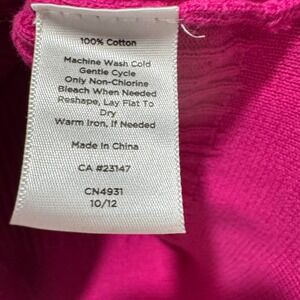 100% Cotton
Machine Wash Cold
Gentle Cycle
Only Non-Chlorine
Bleach When Needed
Reshape, Lay Flat To
Dry
Warm Iron, If Needed
Made in China
CA #23147
CN4931
10/12